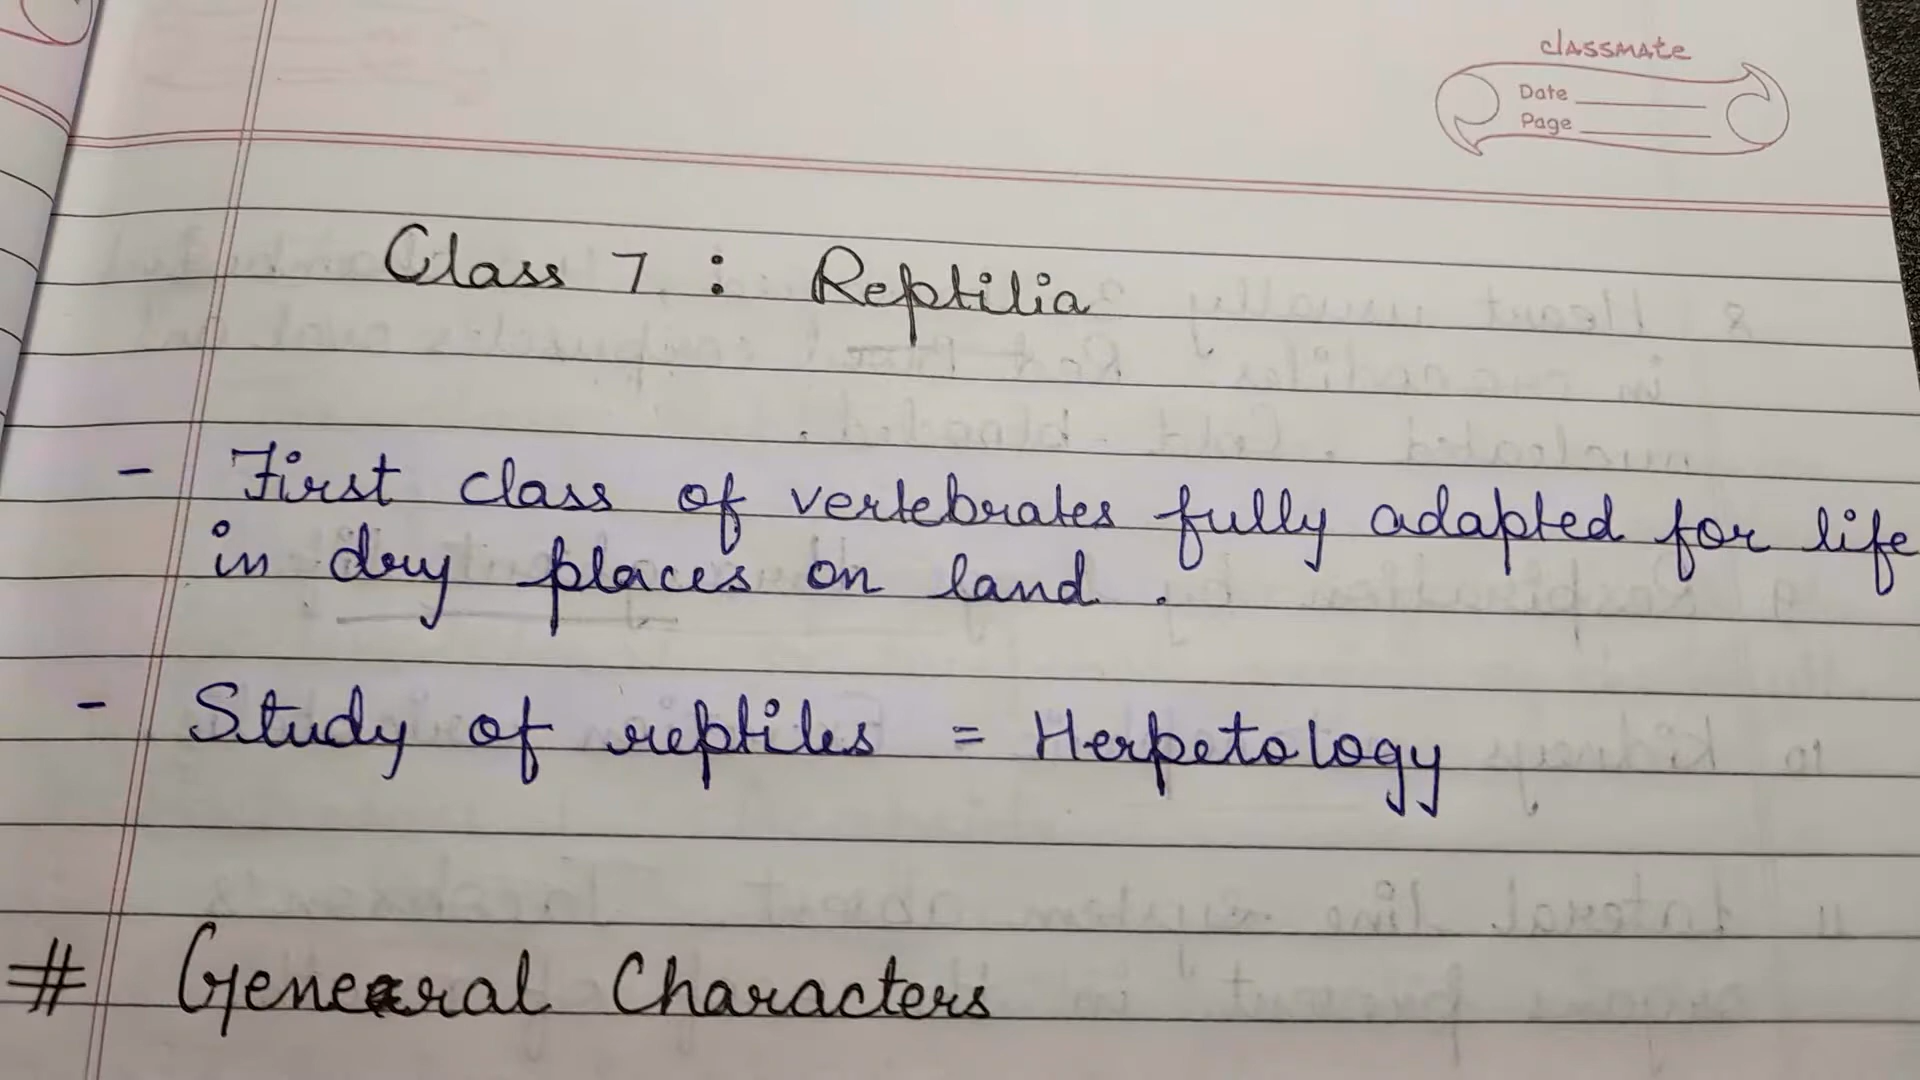 classmate
Date
Page
Class 7 : Reptilia
- First class of vertebrates fully adapted for life
in dry places on land .
- Study of reptiles = Herpetology
# General Characters